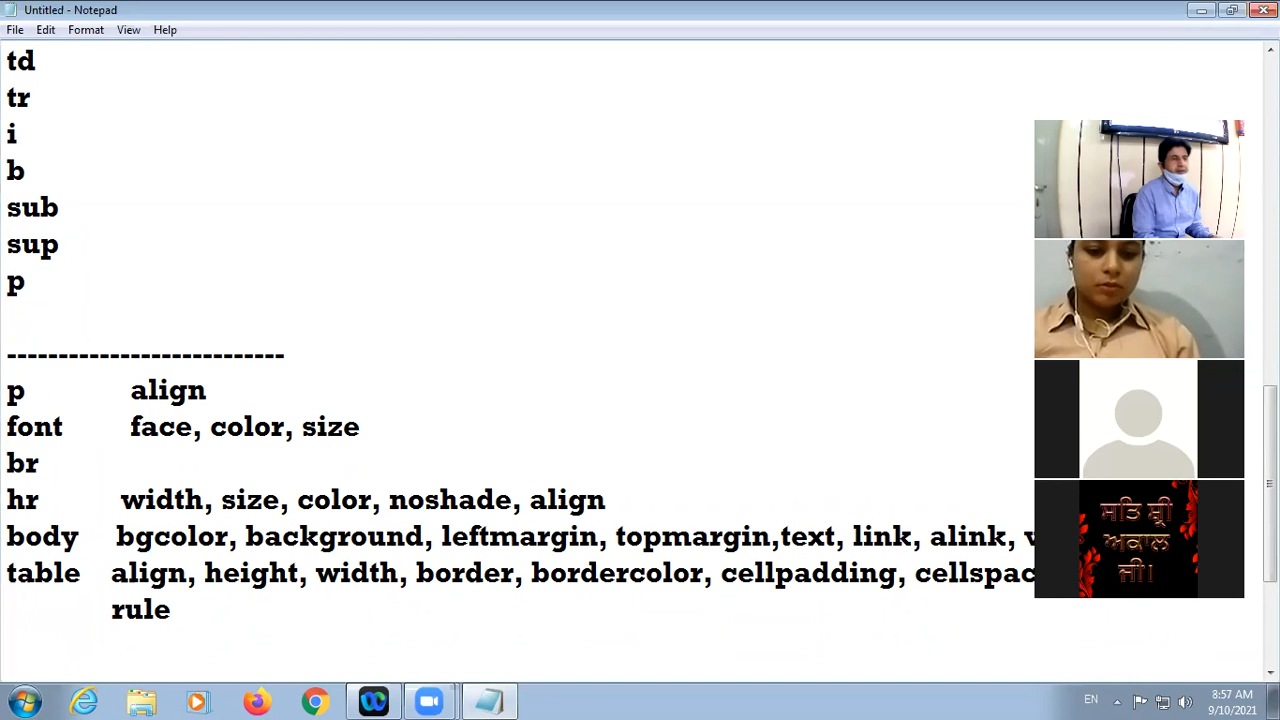 Untitled - Notepad
File Edit Format View Help
td
tr
i
b
sub
sup
p
---------------------------
p align
font face, color, size
br
hr width, size, color, noshade, align
body bgcolor, background, leftmargin, topmargin,text, link, alink,
table align, height, width, border, bordercolor, cellpadding, cellspac
rule
ਸਤਿ ਸ਼੍ਰੀ
ਅਕਾਲ
ਜੀ।
EN
8:57 AM
9/10/2021